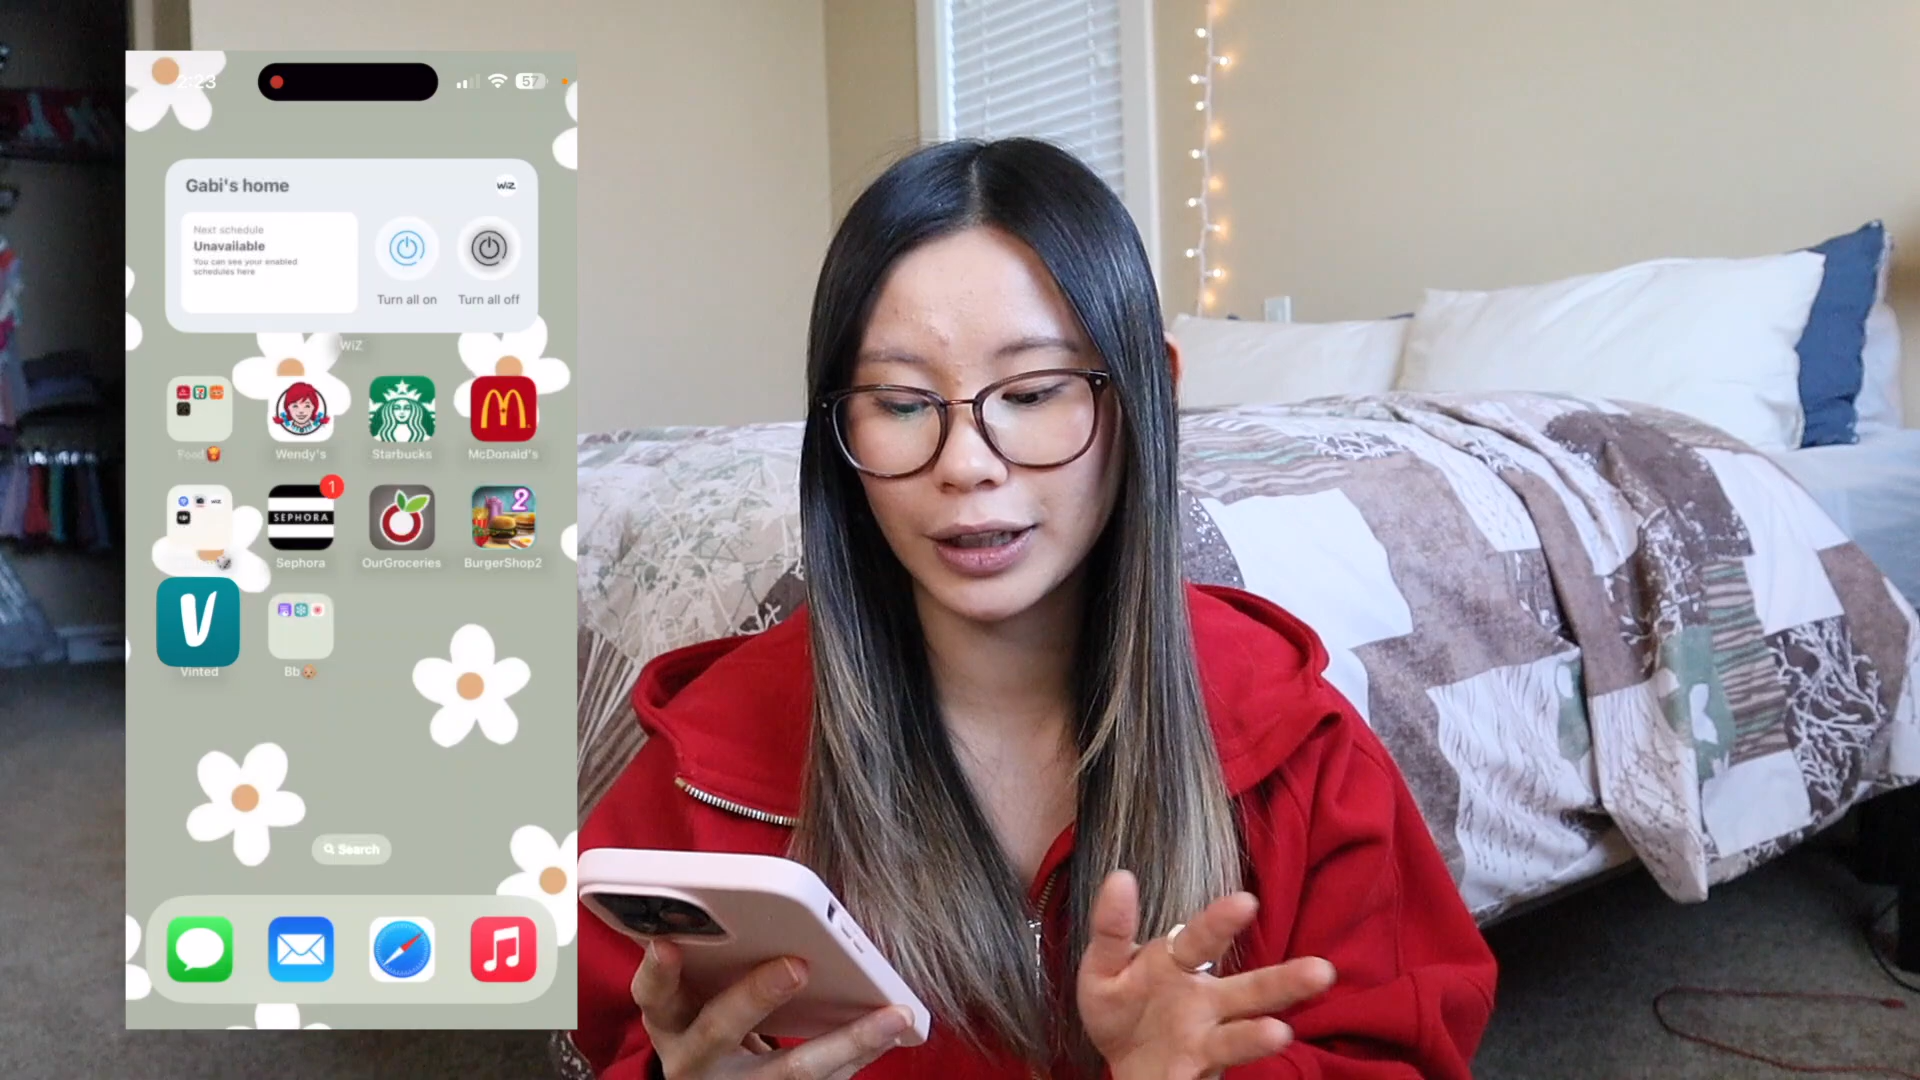 2:23
57
Gabi's home
WiZ
Next schedule
Unavailable
You can see your enabled
schedules here
Turn all on
Turn all off
WiZ
Food🍟
Wendy's
Starbucks
McDonald's
1
SEPHORA
2
Sephora
OurGroceries
BurgerShop2
V
Vinted
Bb
Search